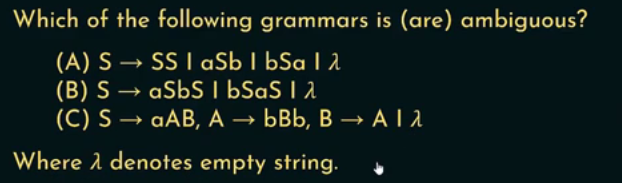 Which of the following grammars is (are) ambiguous?
(A) S → SS | aSb | bSa | λ
(B) S → aSbS | bSaS | λ
(C) S → aAB, A → bBb, B → A | λ
Where λ denotes empty string.